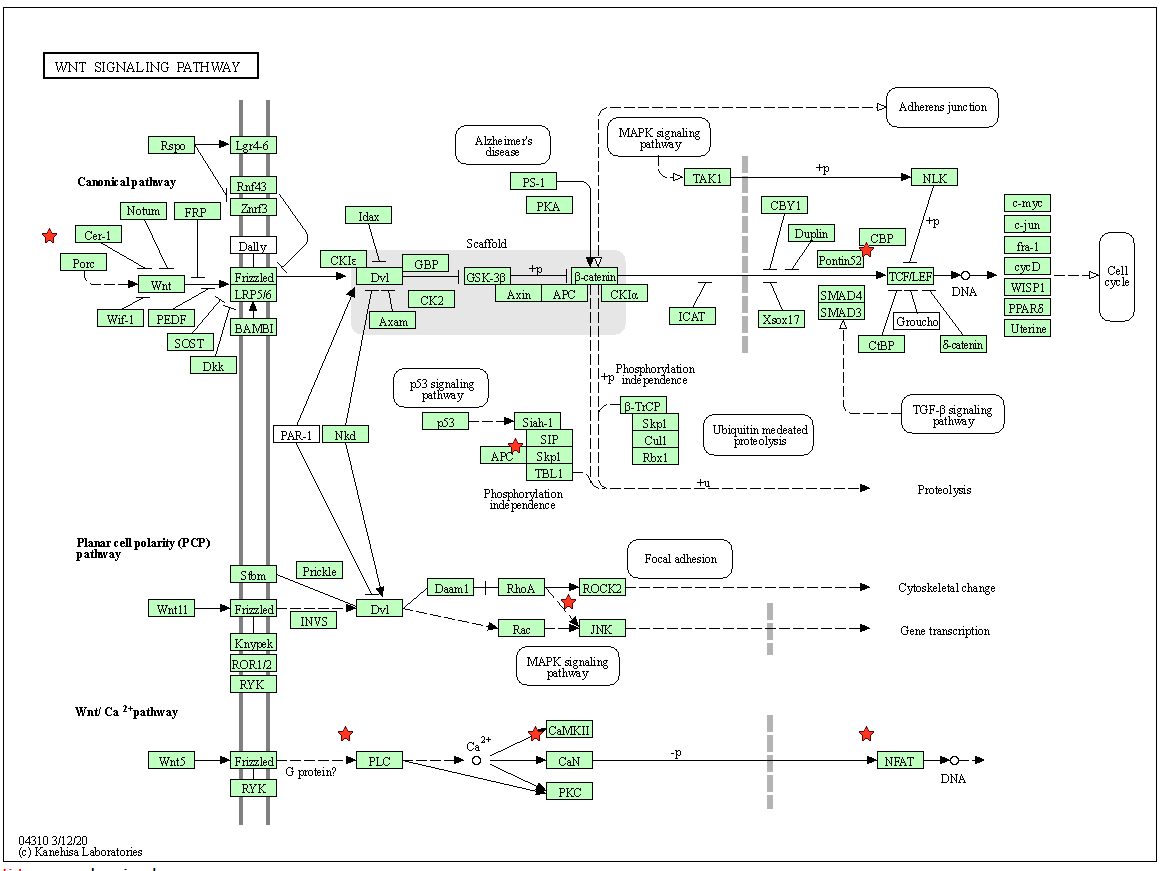 WNT SIGNALING PATHWAY
Adherens junction
Alzheimer's
disease
MAPK signaling
pathway
Rspo
Lgr4-6
Canonical pathway
Rnf43
Znrf3
PS-1
PKA
TAK1
+p
NLK
Notum
FRP
Cer-1
Porc
Wnt
Dally
Frizzled
LRP5/6
BAMBI
Wif-1
PEDF
SOST
Dkk
Idax
Scaffold
CKIε
Dvl
GBP
CK2
Axam
GSK-3β
+p
β-catenin
Axin
APC
CKIα
CBY1
Duplin
CBP
Pontin52
+p
TCF/LEF
DNA
SMAD4
SMAD3
Groucho
CtBP
δ-catenin
ICAT
Xsox17
c-myc
c-jun
fra-1
cycD
WISP1
PPARδ
Uterine
Cell
cycle
p53 signaling
pathway
+p
Phosphorylation
independence
β-TrCP
Skp1
Cul1
Rbx1
TGF-β signaling
pathway
Ubiquitin medeated
proteolysis
p53
Siah-1
SIP
APC
Skp1
TBL1
Phosphorylation
independence
PAR-1
Nkd
+u
Proteolysis
Planar cell polarity (PCP)
pathway
Focal adhesion
Stbm
Prickle
Daam1
RhoA
ROCK2
Cytoskeletal change
Wnt11
Frizzled
INVS
Dvl
Rac
JNK
Gene transcription
Knypek
ROR1/2
RYK
MAPK signaling
pathway
Wnt/ Ca 2+ pathway
CaMKII
Ca2+
Wnt5
Frizzled
G protein?
PLC
CaN
-p
NFAT
DNA
RYK
PKC
04310 3/12/20
(c) Kanehisa Laboratories